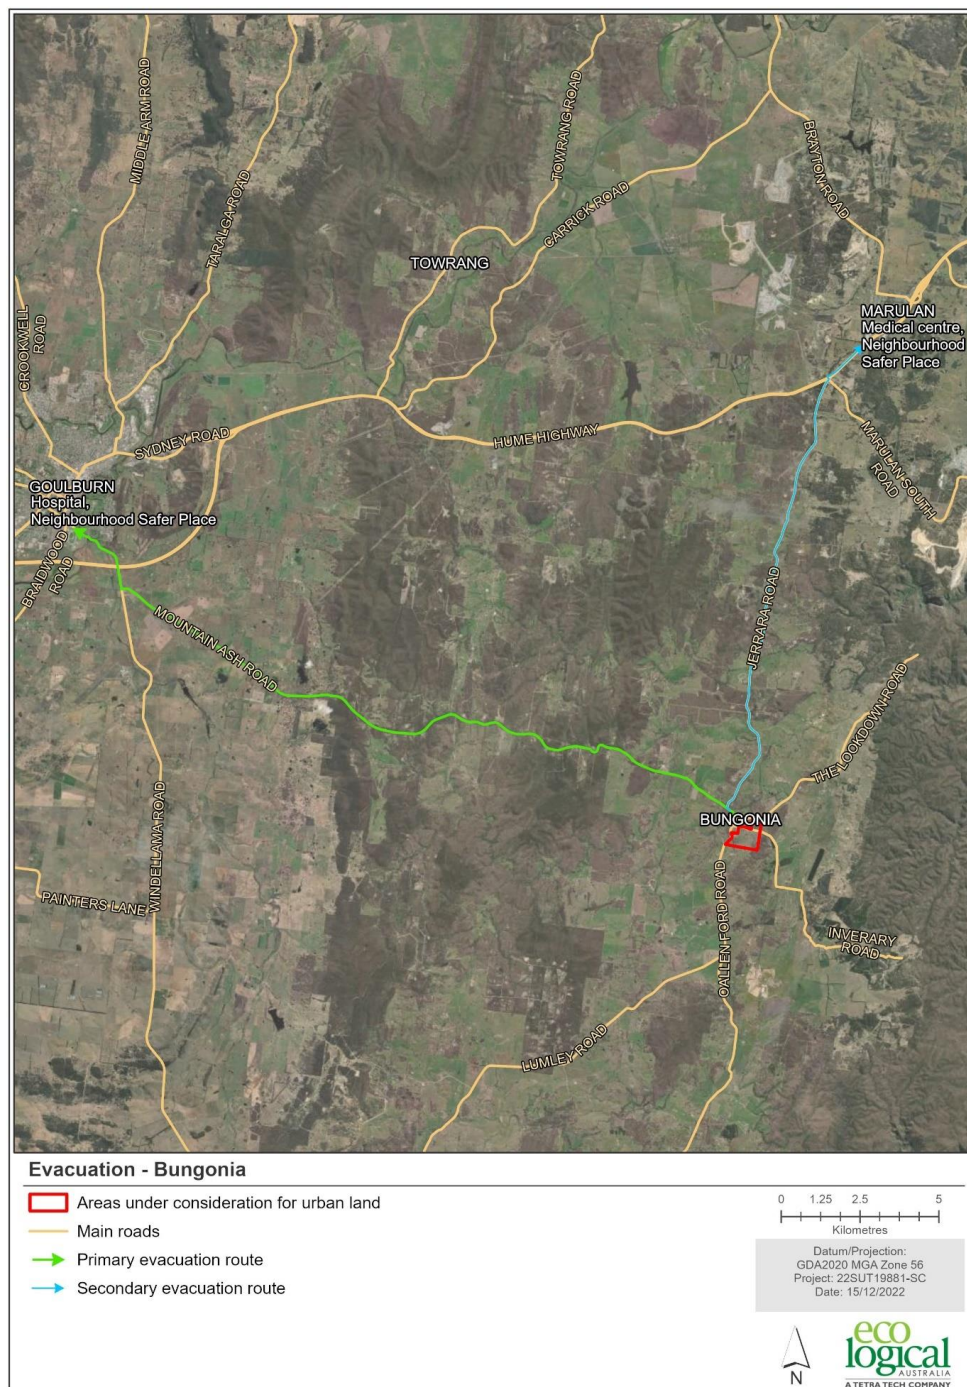 MIDDLE ARM ROAD
TARALGA ROAD
TOWRANG ROAD
CARRICK ROAD
BRAYTON ROAD
TOWRANG
CROOKWELL
ROAD
MARULAN
Medical centre,
Neighbourhood
Safer Place
SYDNEY ROAD
HUME HIGHWAY
MARULAN SOUTH
ROAD
GOULBURN
Hospital,
Neighbourhood Safer Place
BRAIDWOOD
ROAD
MOUNTAIN ASH ROAD
JERRARA ROAD
THE LOOKDOWN ROAD
BUNGONIA
WINDELLAMA ROAD
PAINTERS LANE
OALLEN FORD ROAD
INVERARY
ROAD
LUMLEY ROAD
Evacuation - Bungonia
Areas under consideration for urban land
Main roads
Primary evacuation route
Secondary evacuation route
0 1.25 2.5 5
Kilometres
Datum/Projection:
GDA2020 MGA Zone 56
Project: 22SUT19881-SC
Date: 15/12/2022
N
eco
logical
AUSTRALIA
A TETRA TECH COMPANY